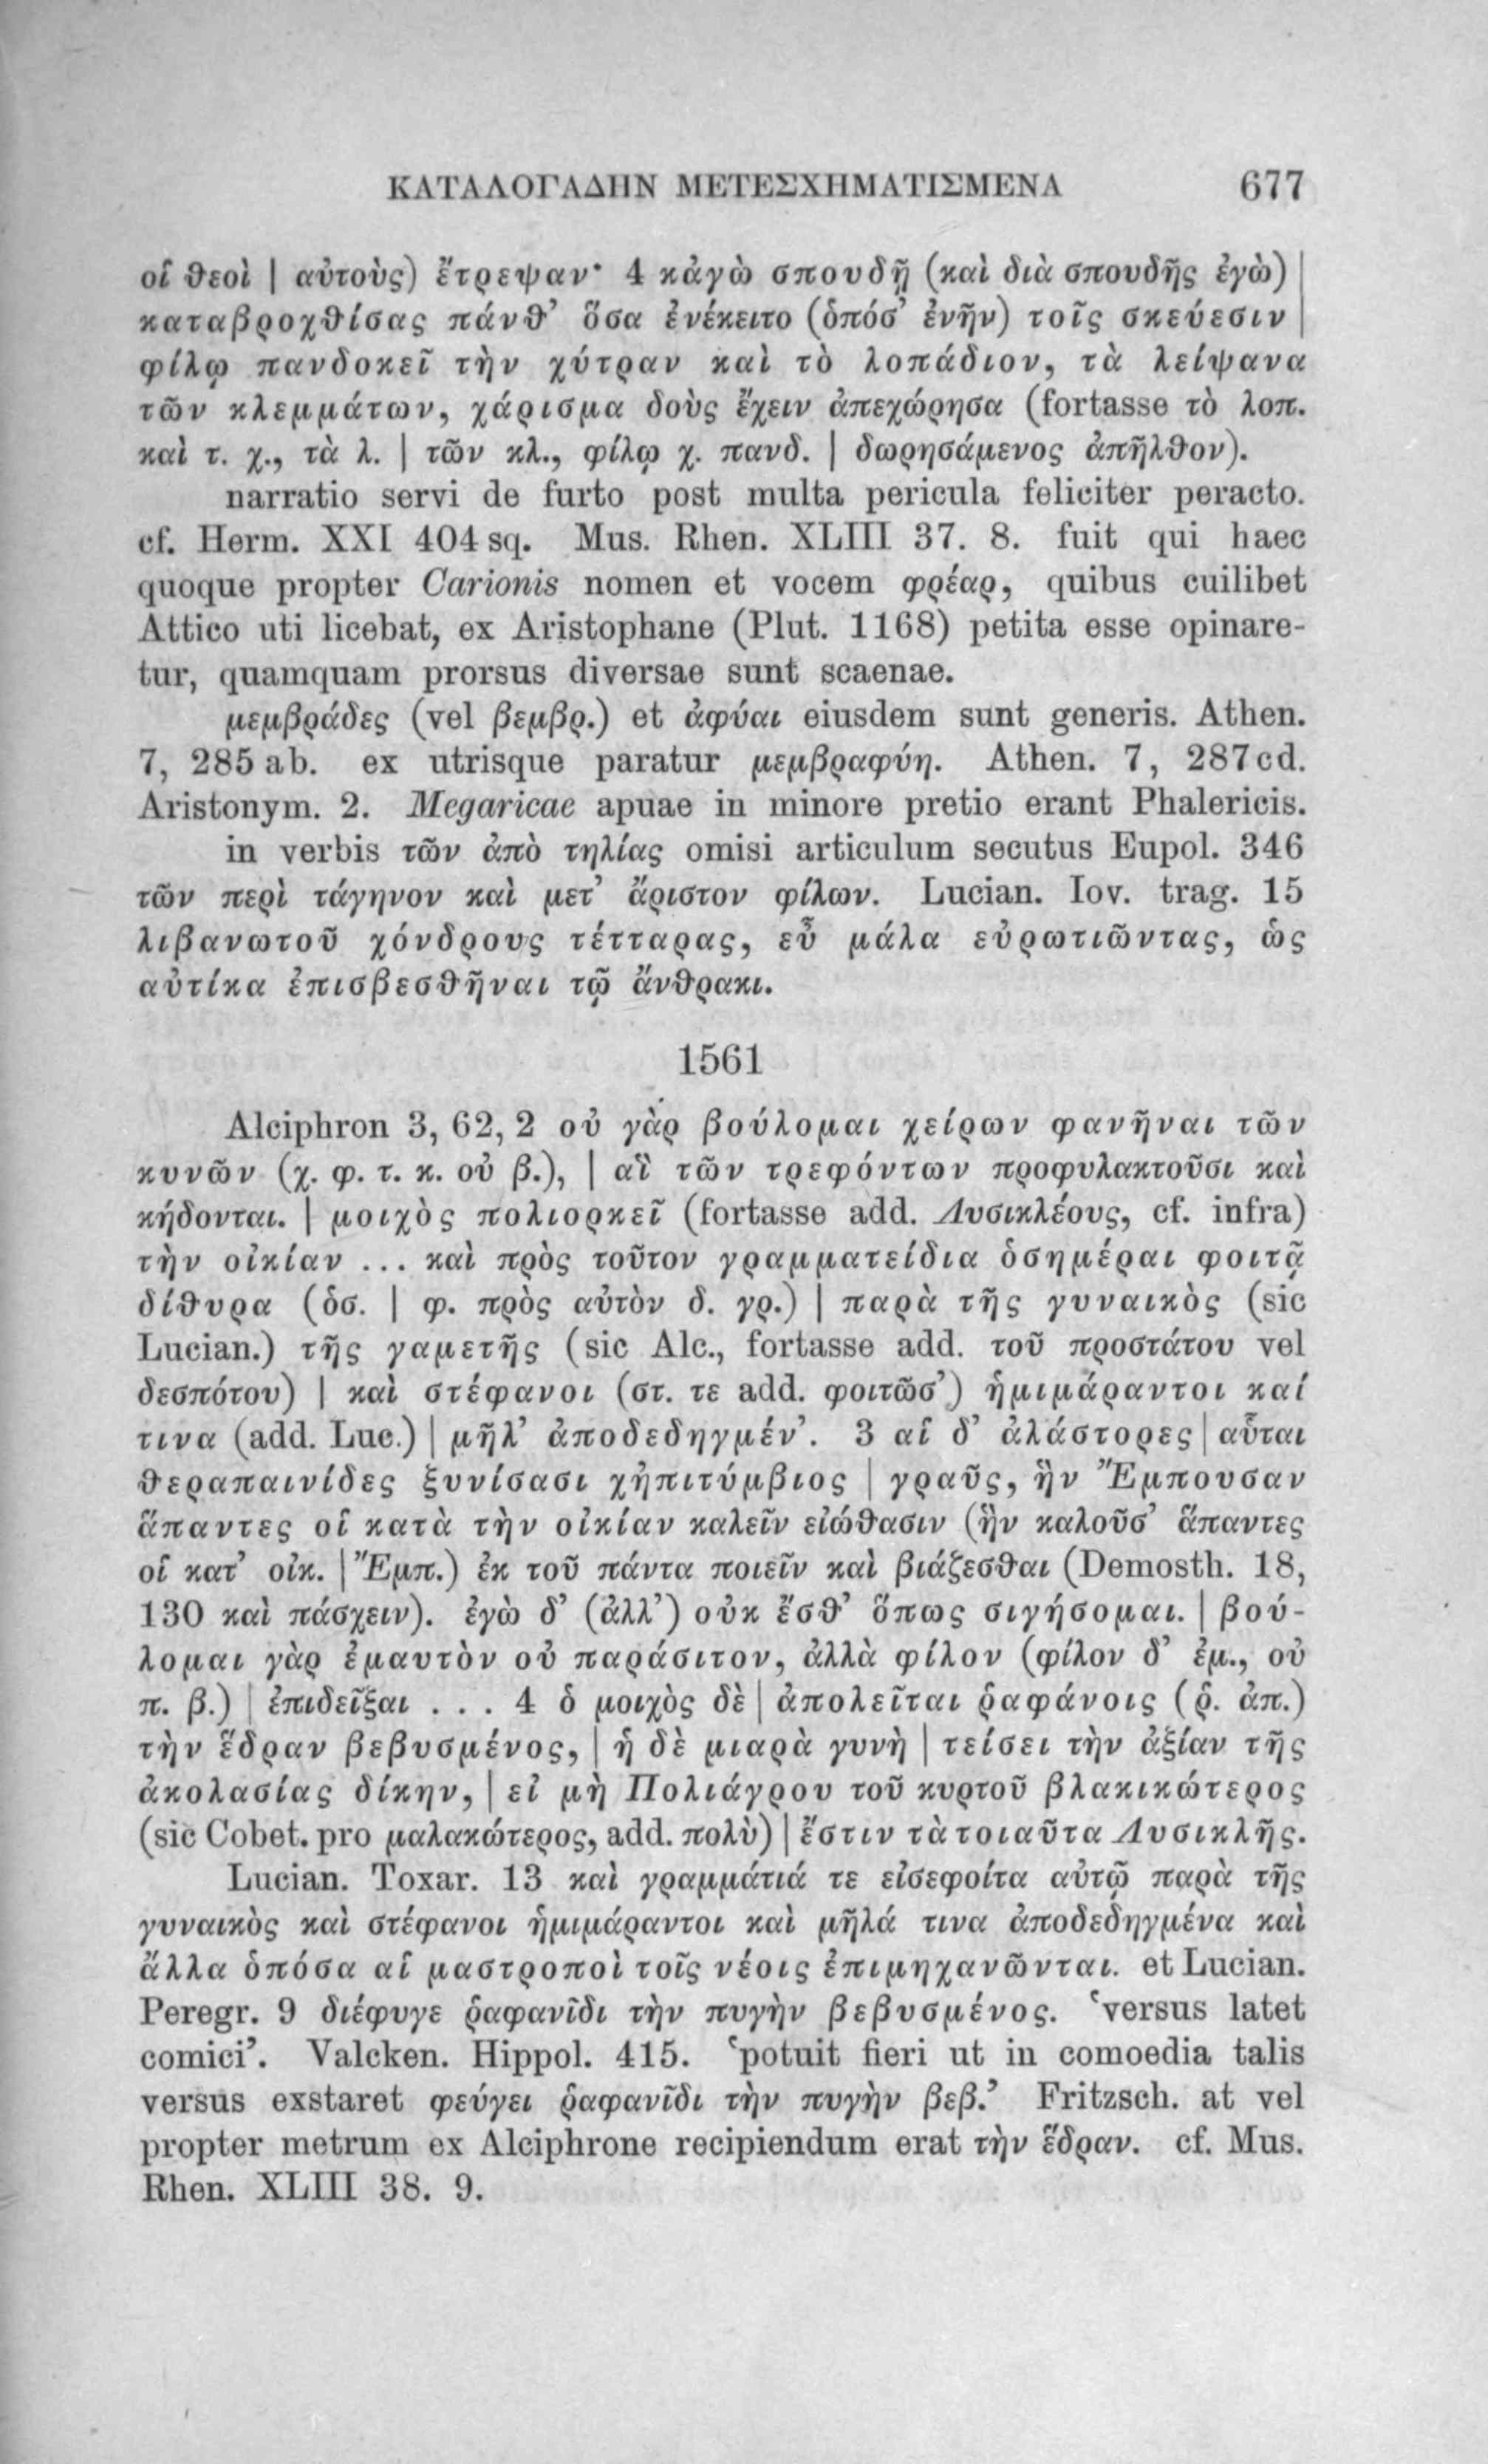 ΚΑΤΑΛΟΓΑΔΗΝ ΜΕΤΕΣΧΗΜΑΤΙΣΜΕΝΑ 677
οἱ θεοὶ | αὐτοὺς) ἔτρεψαν· 4 κἀγὼ σπουδῇ (καὶ διὰ σπουδῆς ἐγὼ) |
καταβροχθίσας πάνθ’ ὅσα ἐνέκειτο (ὁπόσ’ ἐνῆν) τοῖς σκεύεσιν |
φίλῳ πανδοκεῖ τὴν χύτραν καὶ τὸ λοπάδιον, τὰ λείψανα
τῶν κλεμμάτων, χάρισμα δοὺς ἔχειν ἀπεχώρησα (fortasse τὸ λοπ.
καὶ τ. χ., τὰ λ. | τῶν κλ., φίλῳ χ. πανδ. | δωρησάμενος ἀπῆλθον).
narratio servi de furto post multa pericula feliciter peracto.
cf. Herm. XXI 404 sq. Mus. Rhen. XLIII 37. 8. fuit qui haec
quoque propter Carionis nomen et vocem φρέαρ, quibus cuilibet
Attico uti licebat, ex Aristophane (Plut. 1168) petita esse opinare-
tur, quamquam prorsus diversae sunt scaenae.
μεμβράδες (vel βεμβρ.) et ἀφύαι eiusdem sunt generis. Athen.
7, 285 ab. ex utrisque paratur μεμβραφύη. Athen. 7, 287 cd.
Aristonym. 2. Megaricae apuae in minore pretio erant Phalericis.
in verbis τῶν ἀπὸ τηλίας omisi articulum secutus Eupol. 346
τῶν περὶ τάγηνον καὶ μετ’ ἄριστον φίλων. Lucian. Iov. trag. 15
λιβανωτοῦ χόνδρους τέτταρας, εὖ μάλα εὐρωτιῶντας, ὡς
αὐτίκα ἐπισβεσθῆναι τῷ ἄνθρακι.
1561
Alciphron 3, 62, 2 οὐ γὰρ βούλομαι χείρων φανῆναι τῶν
κυνῶν (χ. φ. τ. κ. οὐ β.), | αἳ τῶν τρεφόντων προφυλακτοῦσι καὶ
κήδονται. | μοιχὸς πολιορκεῖ (fortasse add. Λυσικλέους, cf. infra)
τὴν οἰκίαν ... καὶ πρὸς τοῦτον γραμματείδια ὁσημέραι φοιτᾷ
δίθυρα (ὁσ. | φ. πρὸς αὐτὸν δ. γρ.) | παρὰ τῆς γυναικὸς (sic
Lucian.) τῆς γαμετῆς (sic Alc., fortasse add. τοῦ προστάτου vel
δεσπότου) | καὶ στέφανοι (στ. τε add. φοιτῶσ’) ἡμιμάραντοι καί
τινα (add. Luc.) | μῆλ’ ἀποδεδηγμέν’. 3 αἱ δ’ ἀλάστορες | αὗται
θεραπαινίδες ξυνίσασι χἠπιτύμβιος | γραῦς, ἣν Ἔμπουσαν
ἅπαντες οἱ κατὰ τὴν οἰκίαν καλεῖν εἰώθασιν (ἣν καλοῦσ’ ἅπαντες
οἱ κατ’ οἰκ. | Ἔμπ.) ἐκ τοῦ πάντα ποιεῖν καὶ βιάζεσθαι (Demosth. 18,
130 καὶ πάσχειν). ἐγὼ δ’ (ἀλλ’) οὐκ ἔσθ’ ὅπως σιγήσομαι. | βού-
λομαι γὰρ ἐμαυτὸν οὐ παράσιτον, ἀλλὰ φίλον (φίλον δ’ ἐμ., οὐ
π. β.) | ἐπιδεῖξαι . . . 4 ὁ μοιχὸς δὲ | ἀπολεῖται ῥαφάνοις (ῥ. ἀπ.)
τὴν ἕδραν βεβυσμένος, | ἡ δὲ μιαρὰ γυνὴ | τείσει τὴν ἀξίαν τῆς
ἀκολασίας δίκην, | εἰ μὴ Πολιάγρου τοῦ κυρτοῦ βλακικώτερος
(sic Cobet. pro μαλακώτερος, add. πολὺ) | ἔστιν τὰ τοιαῦτα Λυσικλῆς.
Lucian. Toxar. 13 καὶ γραμμάτιά τε εἰσεφοίτα αὐτῷ παρὰ τῆς
γυναικὸς καὶ στέφανοι ἡμιμάραντοι καὶ μῆλά τινα ἀποδεδηγμένα καὶ
ἄλλα ὁπόσα αἱ μαστροποὶ τοῖς νέοις ἐπιμηχανῶνται. et Lucian.
Peregr. 9 διέφυγε ῥαφανῖδι τὴν πυγὴν βεβυσμένος. ‘versus latet
comici’. Valcken. Hippol. 415. ‘potuit fieri ut in comoedia talis
versus exstaret φεύγει ῥαφανῖδι τὴν πυγὴν βεβ.’ Fritzsch. at vel
propter metrum ex Alciphrone recipiendum erat τὴν ἕδραν. cf. Mus.
Rhen. XLIII 38. 9.